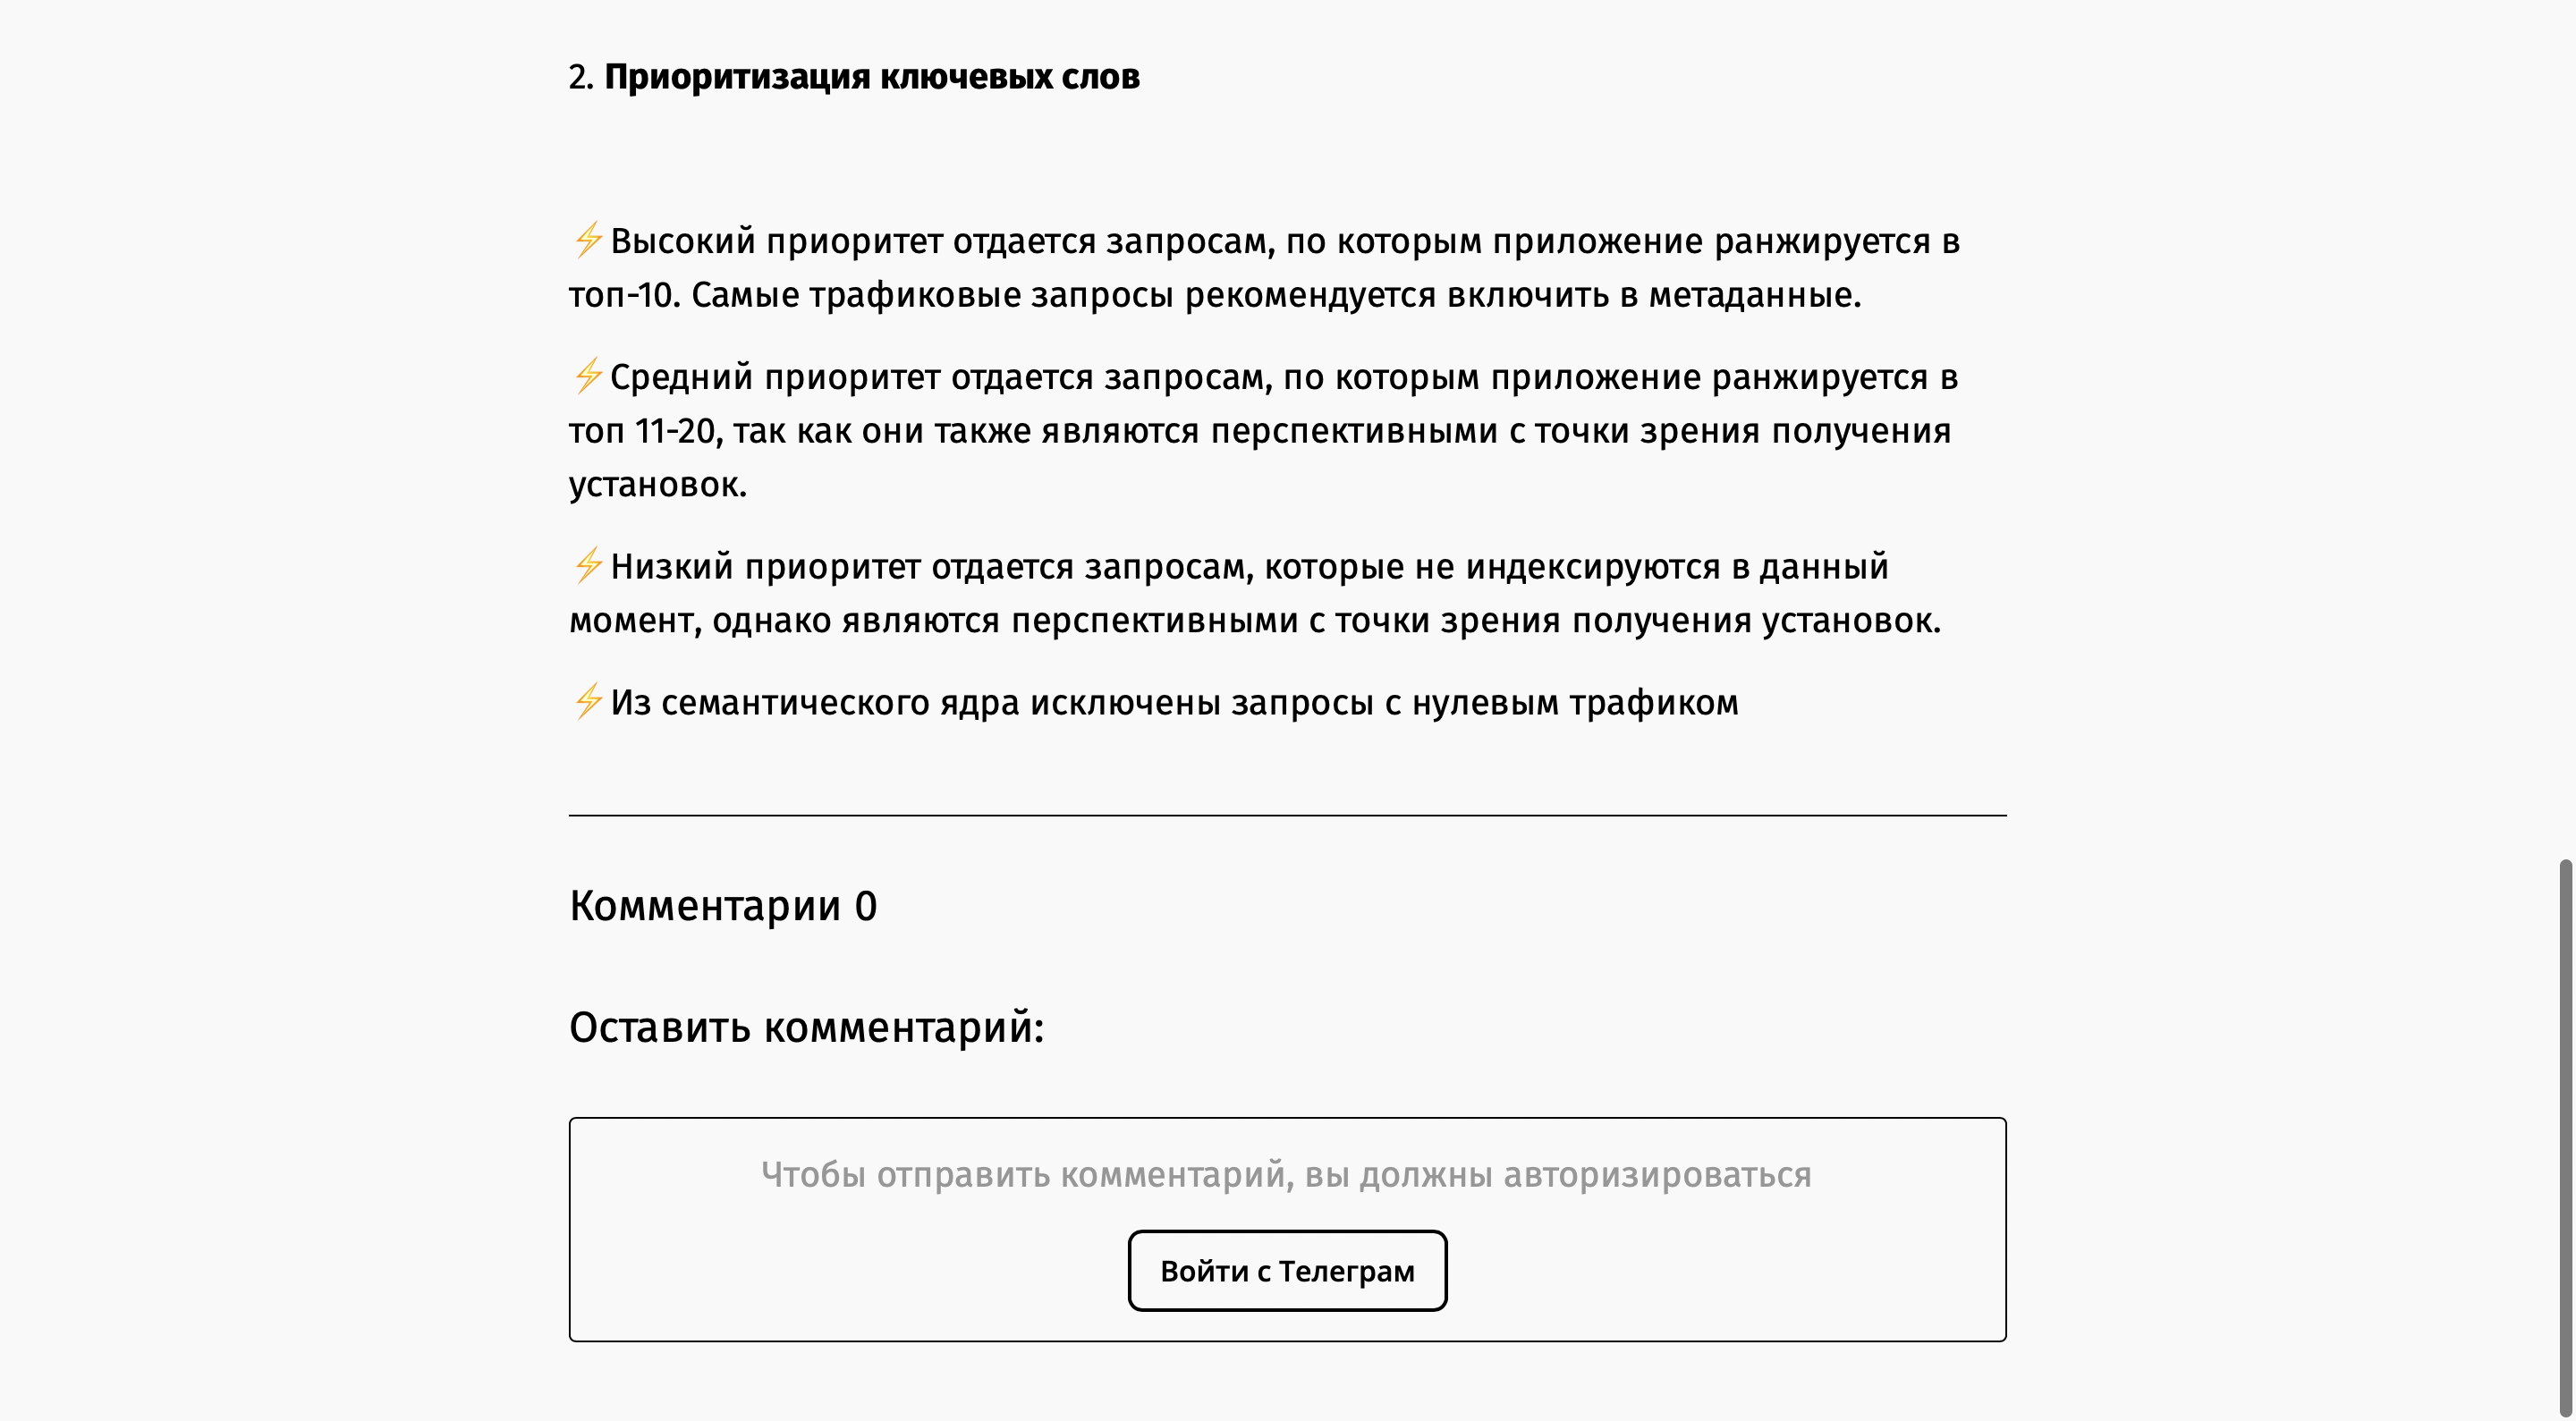 2. Приоритизация ключевых слов
⚡Высокий приоритет отдается запросам, по которым приложение ранжируется в
топ-10. Самые трафиковые запросы рекомендуется включить в метаданные.
⚡Средний приоритет отдается запросам, по которым приложение ранжируется в
топ 11-20, так как они также являются перспективными с точки зрения получения
установок.
⚡Низкий приоритет отдается запросам, которые не индексируются в данный
момент, однако являются перспективными с точки зрения получения установок.
⚡Из семантического ядра исключены запросы с нулевым трафиком
Комментарии 0
Оставить комментарий:
Чтобы отправить комментарий, вы должны авторизироваться
Войти с Телеграм